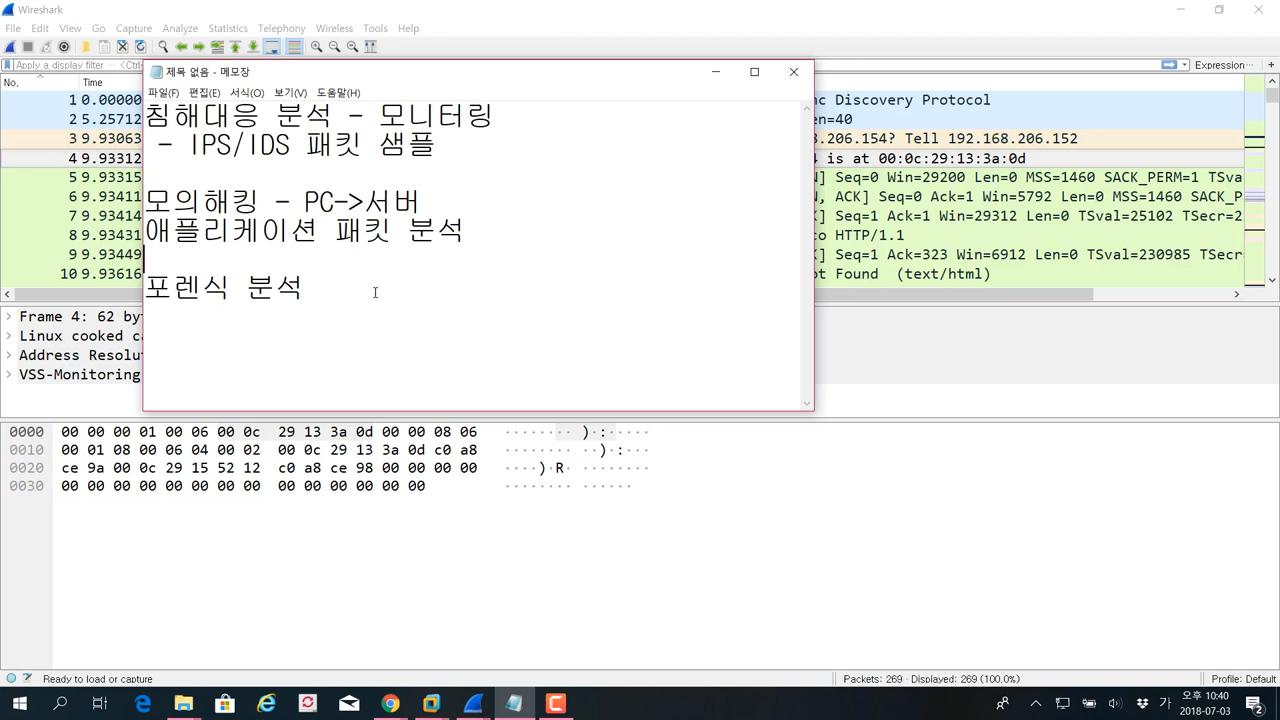 Wireshark
File Edit View Go Capture Analyze Statistics Telephony Wireless Tools Help
Apply a display filter ... <Ctrl- Expression… +
No. Time
1 0.00000 nc Discovery Protocol
2 5.25712 en=40
3 9.93063 8.206.154? Tell 192.168.206.152
4 9.93312 4 is at 00:0c:29:13:3a:0d
5 9.93315 N] Seq=0 Win=29200 Len=0 MSS=1460 SACK_PERM=1 TSval
6 9.93411 N, ACK] Seq=0 Ack=1 Win=5792 Len=0 MSS=1460 SACK_PE
7 9.93414 K] Seq=1 Ack=1 Win=29312 Len=0 TSval=25102 TSecr=2
8 9.93431 co HTTP/1.1
9 9.93449 K] Seq=1 Ack=323 Win=6912 Len=0 TSval=230985 TSecr
10 9.93616 ot Found (text/html)
제목 없음 - 메모장
파일(F) 편집(E) 서식(O) 보기(V) 도움말(H)
침해대응 분석 - 모니터링
- IPS/IDS 패킷 샘플
모의해킹 - PC->서버
애플리케이션 패킷 분석
포렌식 분석
Frame 4: 62 by
Linux cooked ca
Address Resolut
VSS-Monitoring
0000 00 00 00 01 00 06 00 0c 29 13 3a 0d 00 00 08 06 ········ )·:·····
0010 00 01 08 00 06 04 00 02 00 0c 29 13 3a 0d c0 a8 ········ ··)·:···
0020 ce 9a 00 0c 29 15 52 12 c0 a8 ce 98 00 00 00 00 ····)·R· ········
0030 00 00 00 00 00 00 00 00 00 00 00 00 00 00 ········ ······
Ready to load or capture Packets: 269 · Displayed: 269 (100,0%) Profile: Default
가 오후 10:40
2018-07-03 2